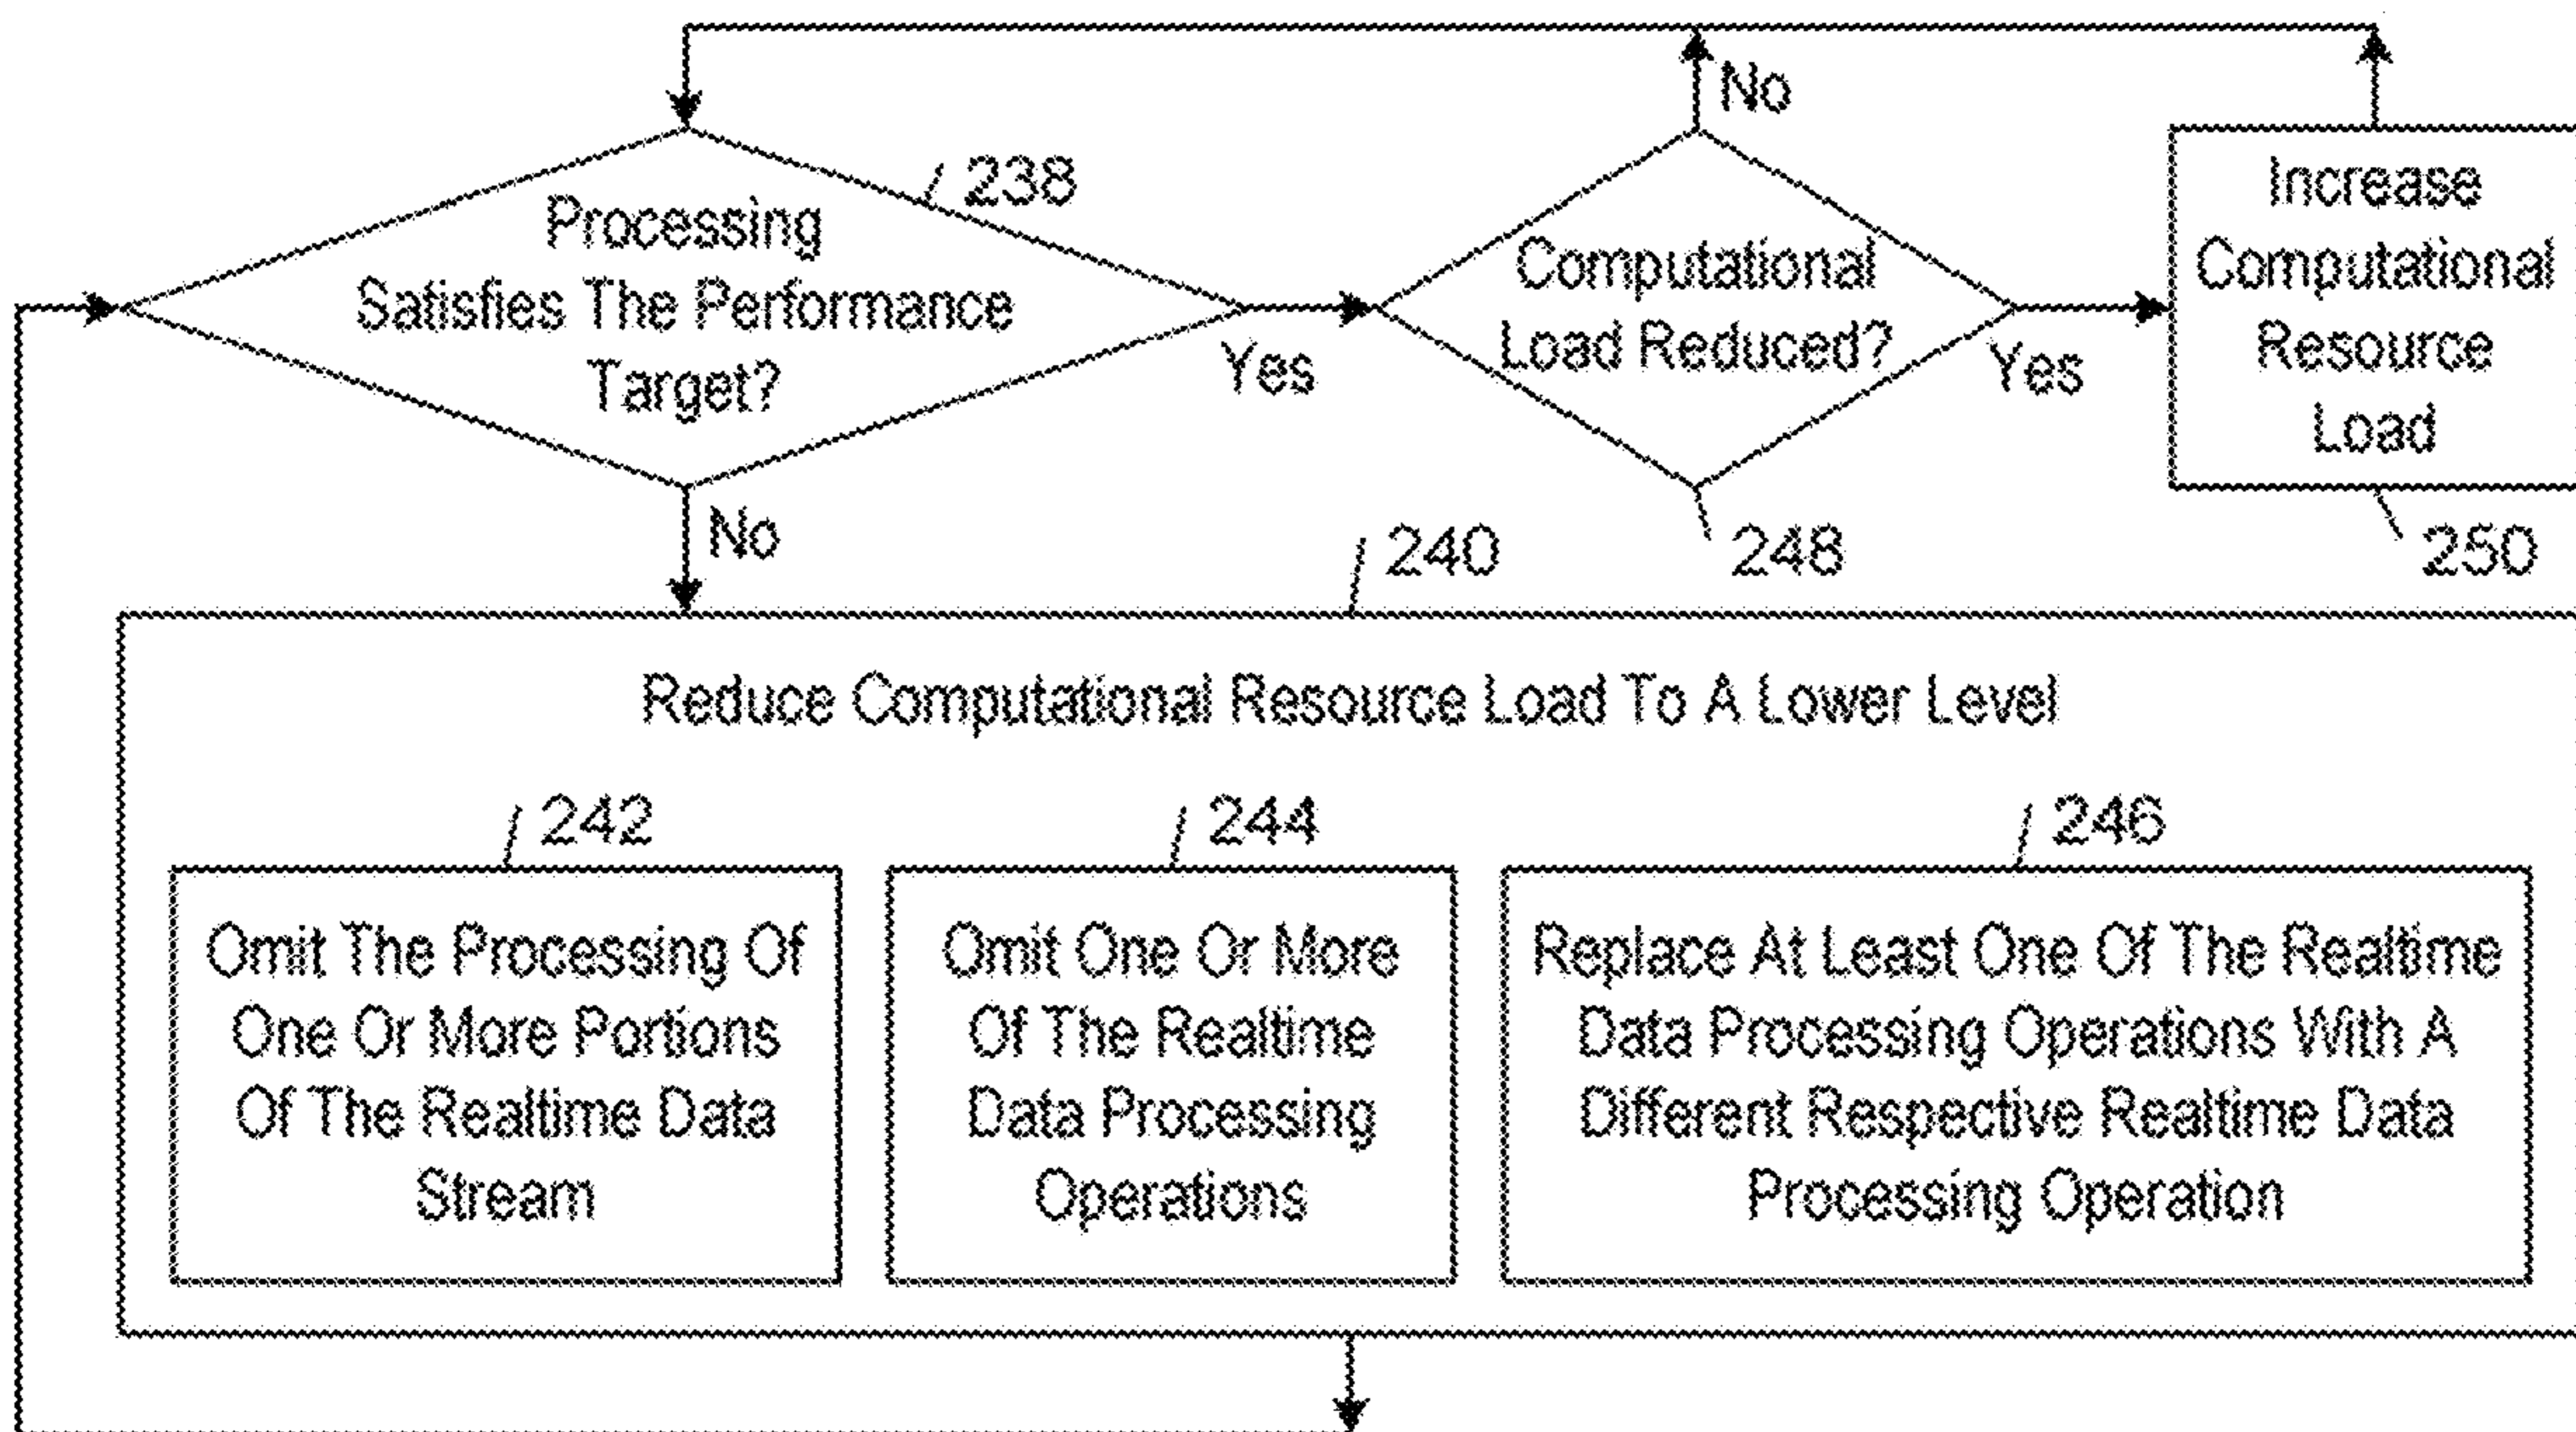 No
238
Processing
Satisfies The Performance
Target?
Yes
No
Computational
Load Reduced?
Yes
248
Increase
Computational
Resource
Load
250
240
Reduce Computational Resource Load To A Lower Level
242
Omit The Processing Of
One Or More Portions
Of The Realtime Data
Stream
244
Omit One Or More
Of The Realtime
Data Processing
Operations
246
Replace At Least One Of The Realtime
Data Processing Operations With A
Different Respective Realtime Data
Processing Operation